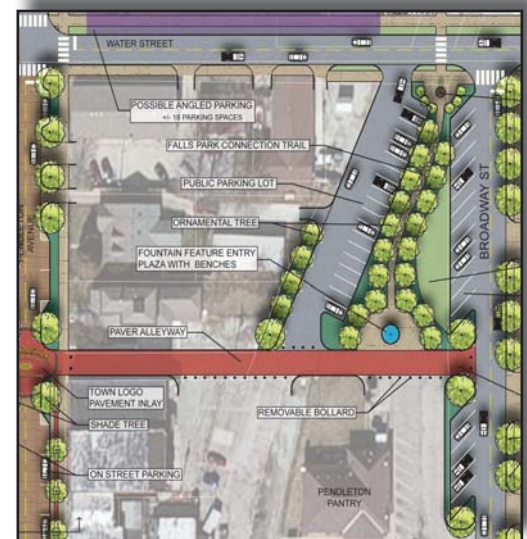 WATER STREET
POSSIBLE ANGLED PARKING
+/- 18 PARKING SPACES
FALLS PARK CONNECTION TRAIL
PUBLIC PARKING LOT
ORNAMENTAL TREE
FOUNTAIN FEATURE ENTRY
PLAZA WITH BENCHES
PENDLETON
AVENUE
BROADWAY ST
PAVER ALLEYWAY
TOWN LOGO
PAVEMENT INLAY
REMOVABLE BOLLARD
SHADE TREE
ON STREET PARKING
PENDLETON
PANTRY